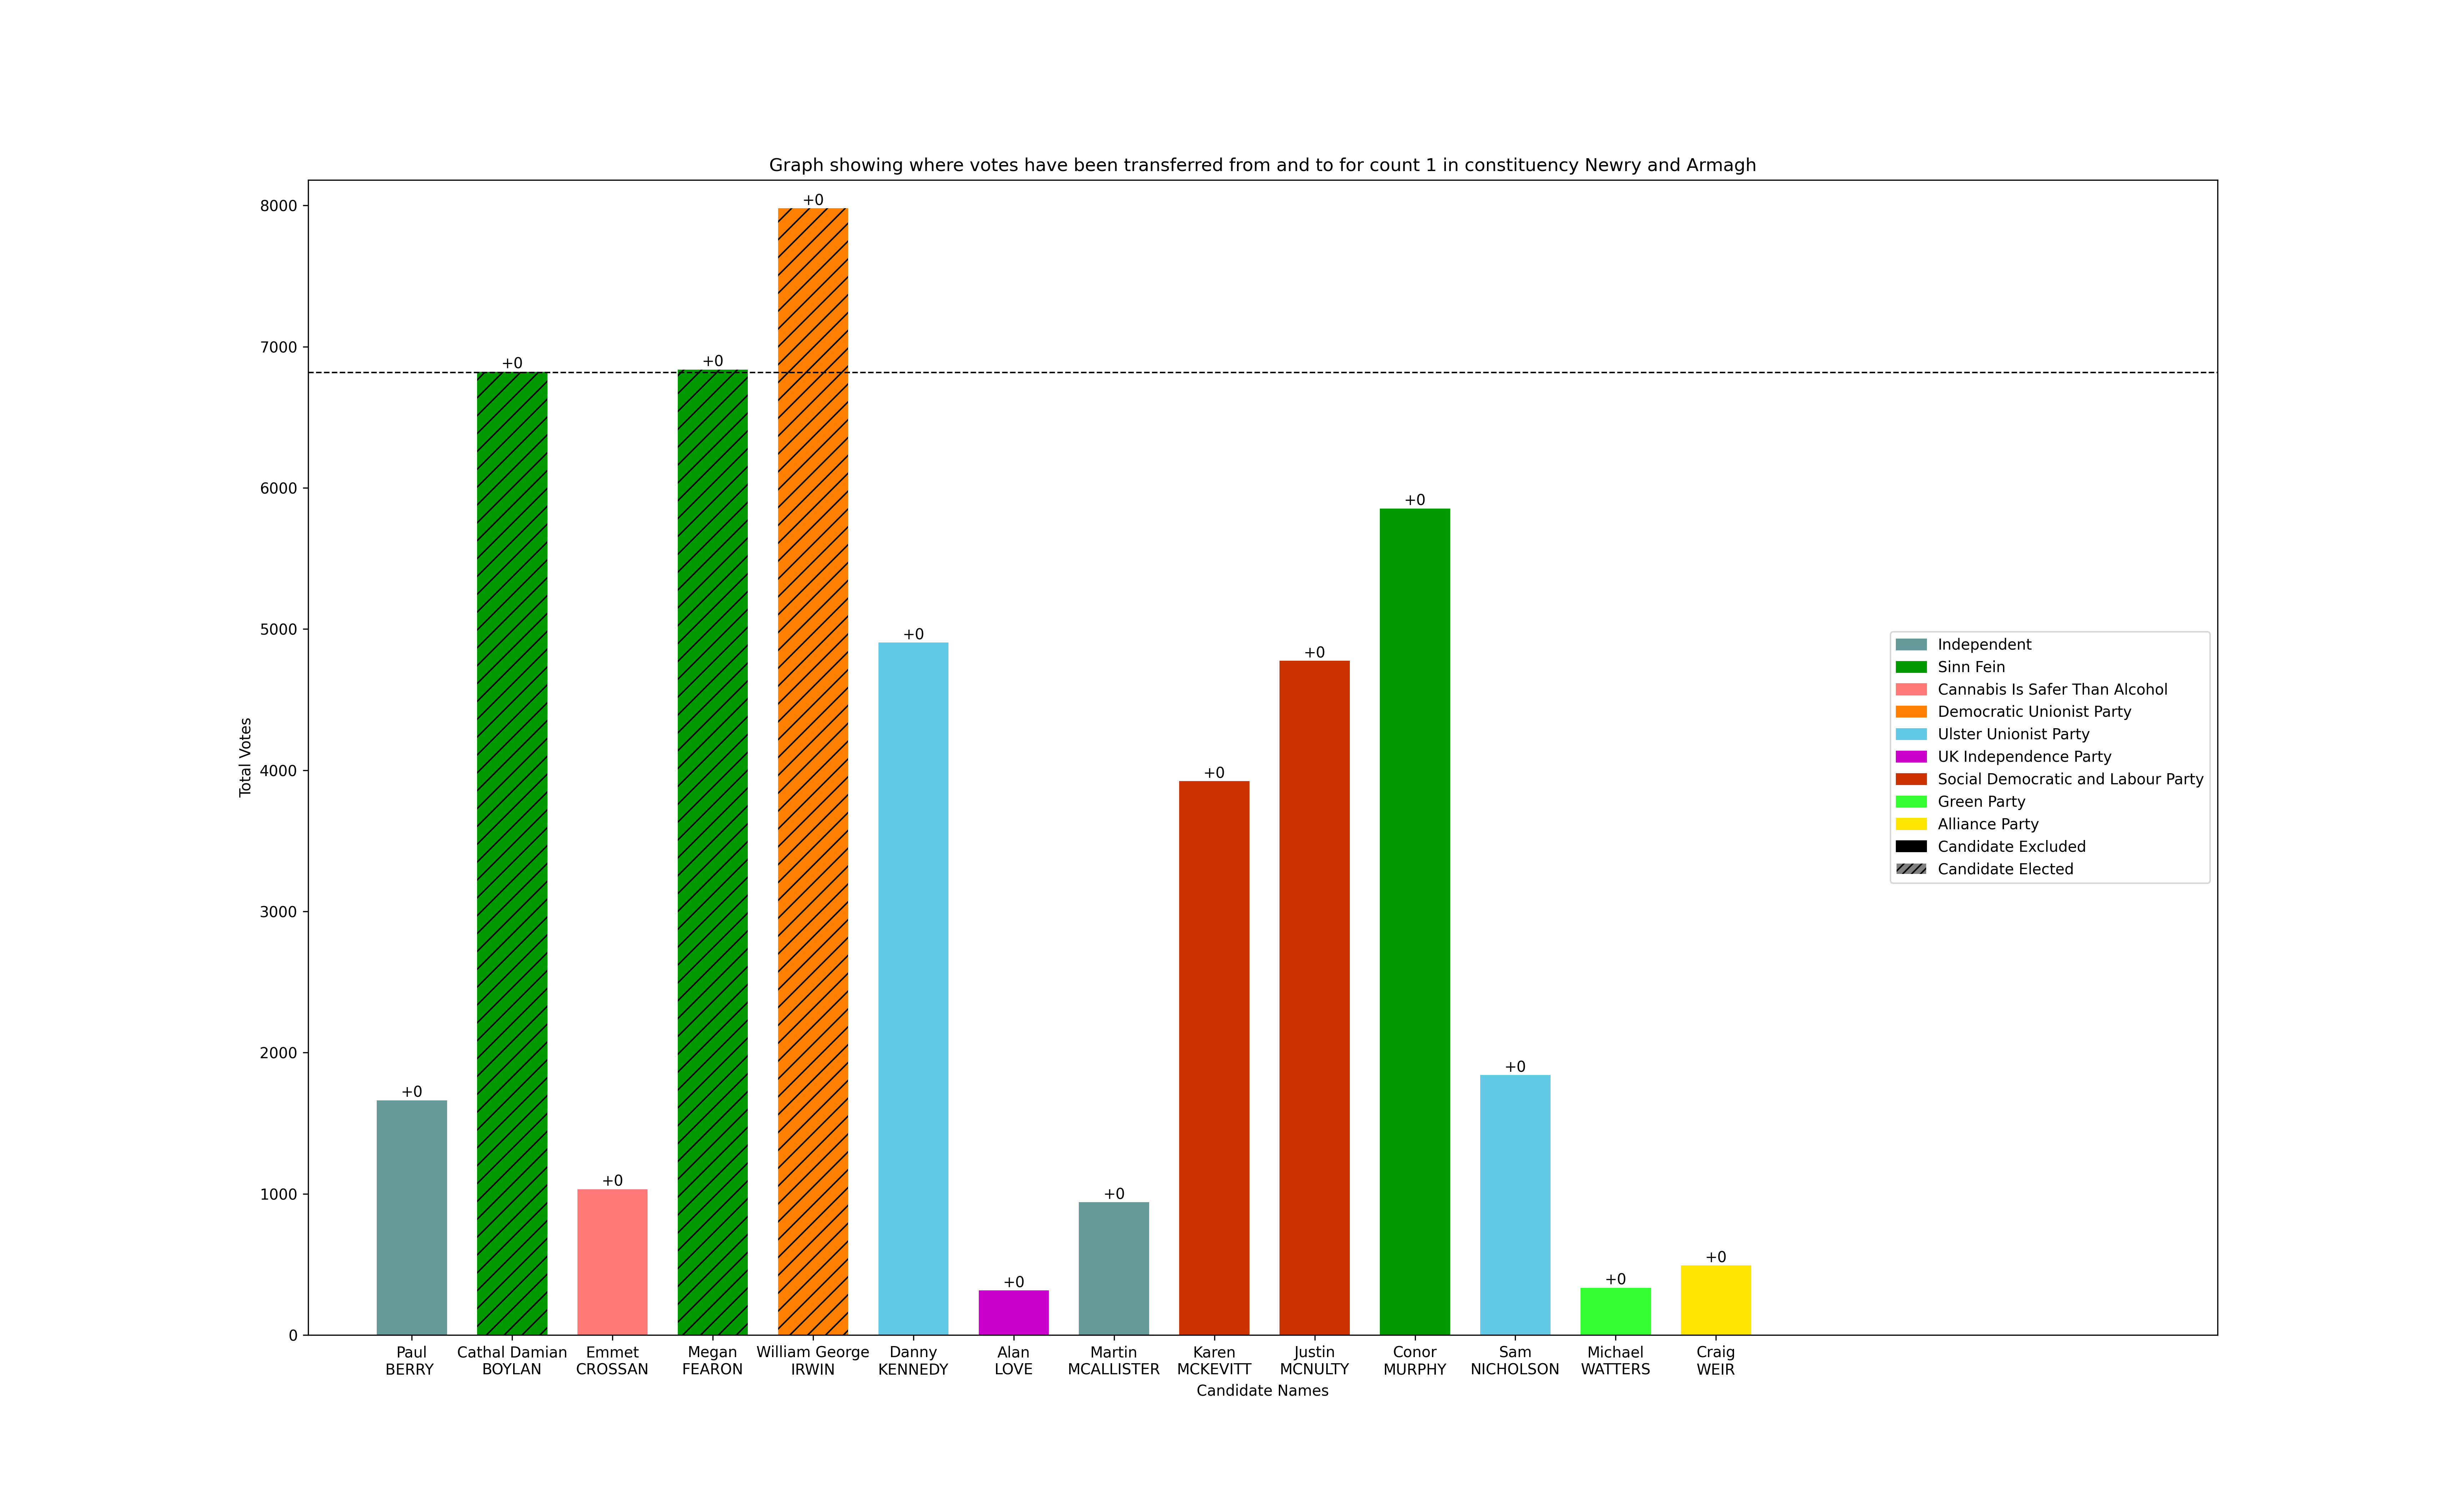 Graph showing where votes have been transferred from and to for count 1 in constituency Newry and Armagh
8000
7000
6000
5000
4000
3000
2000
1000
0
Total Votes
+0
+0
+0
+0
+0
+0
+0
+0
+0
+0
+0
+0
+0
+0
Independent
Sinn Fein
Cannabis Is Safer Than Alcohol
Democratic Unionist Party
Ulster Unionist Party
UK Independence Party
Social Democratic and Labour Party
Green Party
Alliance Party
Candidate Excluded
Candidate Elected
Paul
BERRY
Cathal Damian
BOYLAN
Emmet
CROSSAN
Megan
FEARON
William George
IRWIN
Danny
KENNEDY
Alan
LOVE
Martin
MCALLISTER
Karen
MCKEVITT
Justin
MCNULTY
Conor
MURPHY
Sam
NICHOLSON
Michael
WATTERS
Craig
WEIR
Candidate Names